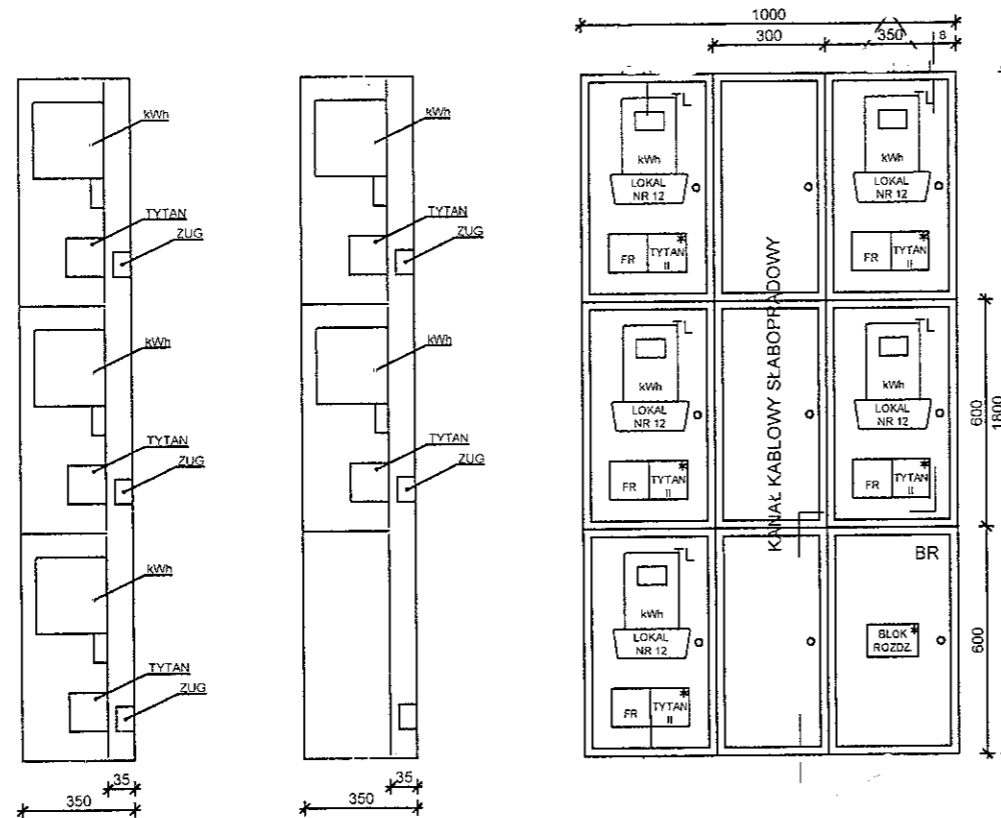 kWh
TYTAN
ZUG
kWh
TYTAN
ZUG
kWh
TYTAN
ZUG
35
350
kWh
TYTAN
ZUG
kWh
TYTAN
ZUG
35
350
1000
300
350
8
TL
kWh
LOKAL
NR 12
FR
TYTAN
II
*
kWh
LOKAL
NR 12
TL
FR
TYTAN
II
*
KANAŁ KABLOWY SŁABOPRĄDOWY
TL
kWh
LOKAL
NR 12
FR
TYTAN
II
*
TL
kWh
LOKAL
NR 12
FR
TYTAN
II
*
TL
kWh
LOKAL
NR 12
FR
TYTAN
II
*
BR
BLOK
ROZDZ.
*
600
600
1800